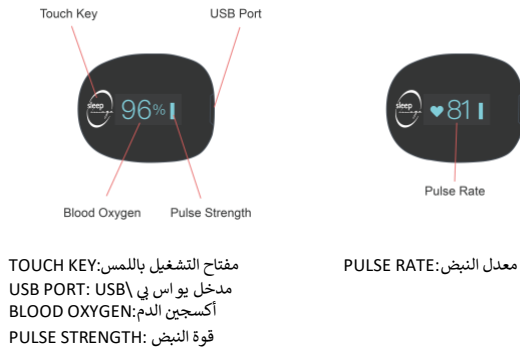 Touch Key
USB Port
sleep
96%
Blood Oxygen
Pulse Strength
sleep
81
Pulse Rate
TOUCH KEY:مفتاح التشغيل باللمس
USB PORT: USB\ مدخل يو اس بي
BLOOD OXYGEN:أكسجين الدم
PULSE STRENGTH: قوة النبض
PULSE RATE:معدل النبض